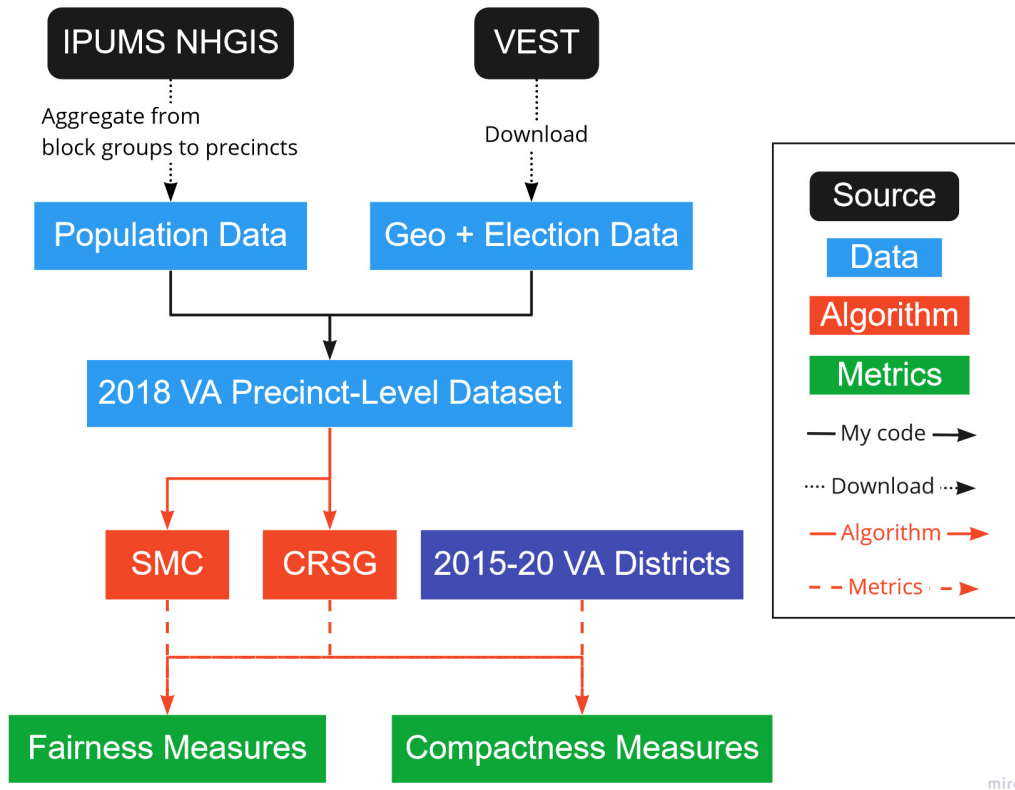 IPUMS NHGIS
VEST
Aggregate from
block groups to precincts
Download
Population Data
Geo + Election Data
2018 VA Precinct-Level Dataset
SMC
CRSG
2015-20 VA Districts
Fairness Measures
Compactness Measures
Source
Data
Algorithm
Metrics
My code
Download
Algorithm
Metrics